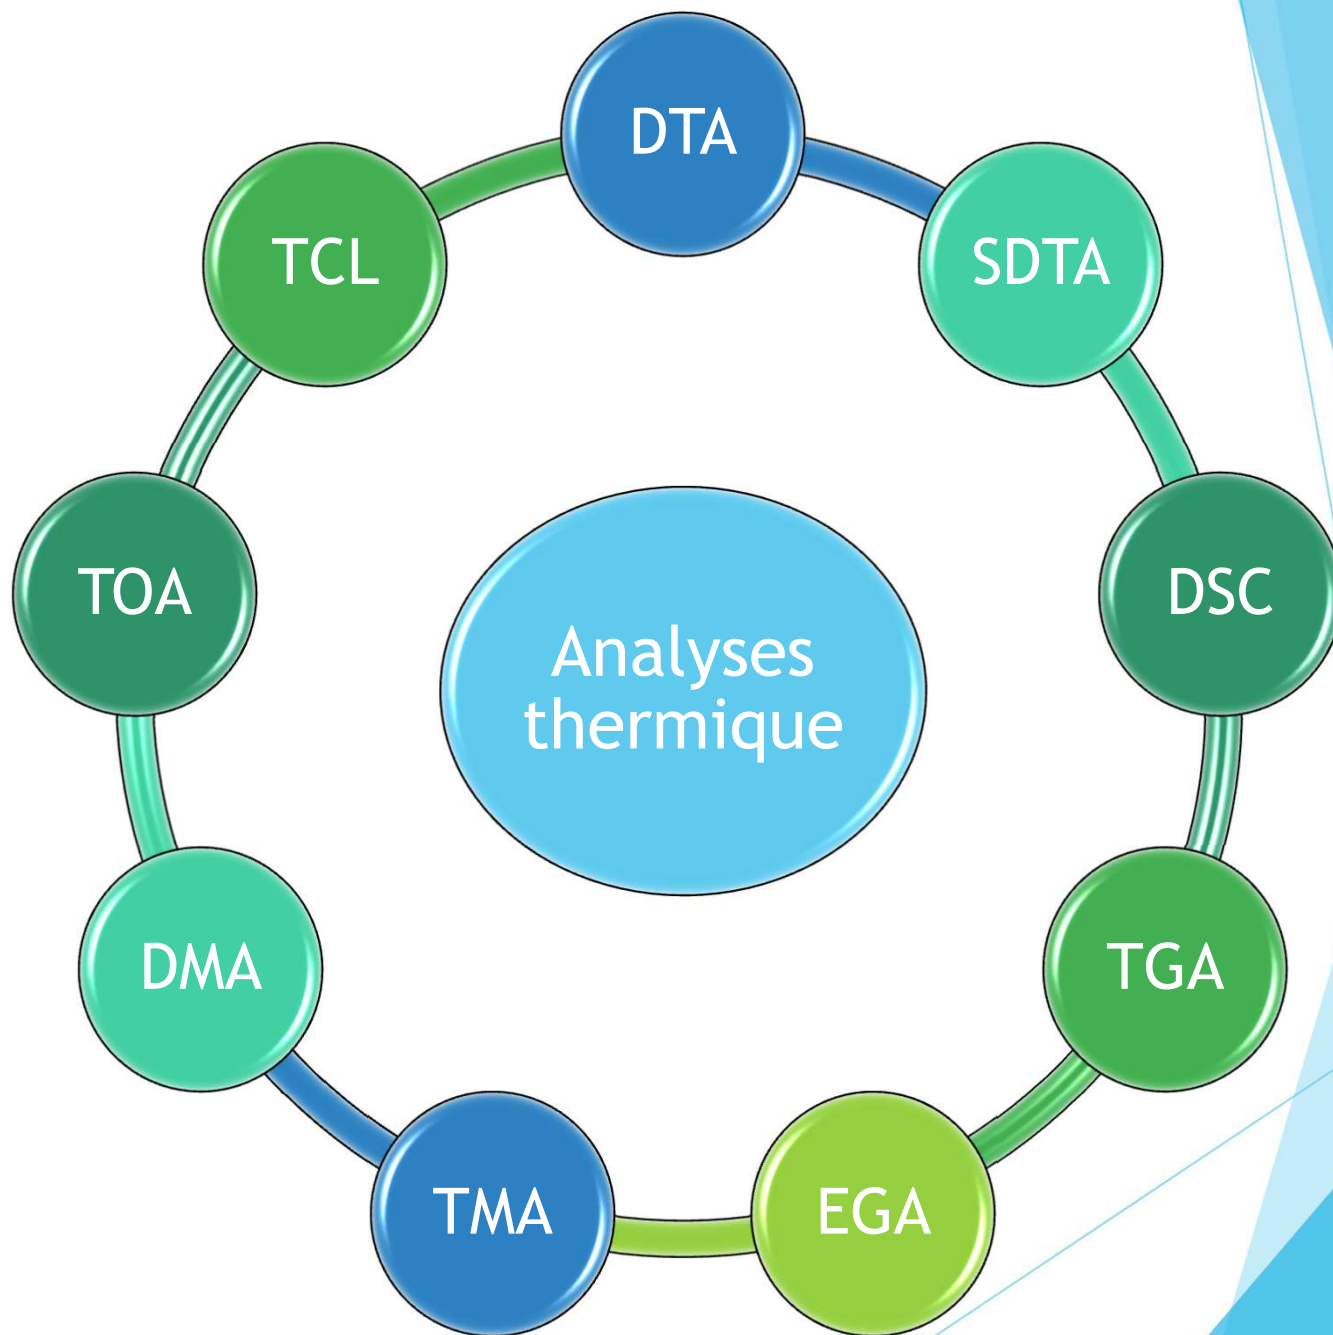 DTA
SDTA
DSC
TGA
EGA
TMA
DMA
TOA
TCL
Analyses
thermique